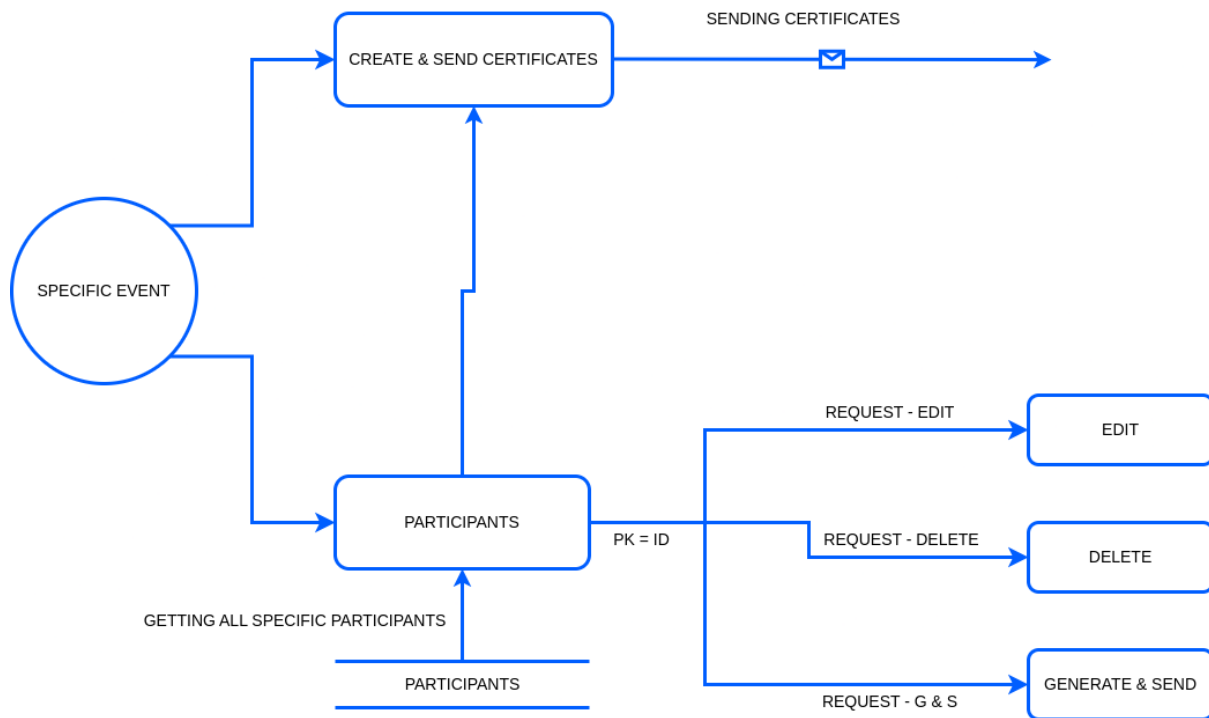 SENDING CERTIFICATES
CREATE & SEND CERTIFICATES
SPECIFIC EVENT
REQUEST - EDIT
EDIT
PARTICIPANTS
PK = ID
REQUEST - DELETE
DELETE
GETTING ALL SPECIFIC PARTICIPANTS
PARTICIPANTS
GENERATE & SEND
REQUEST - G & S